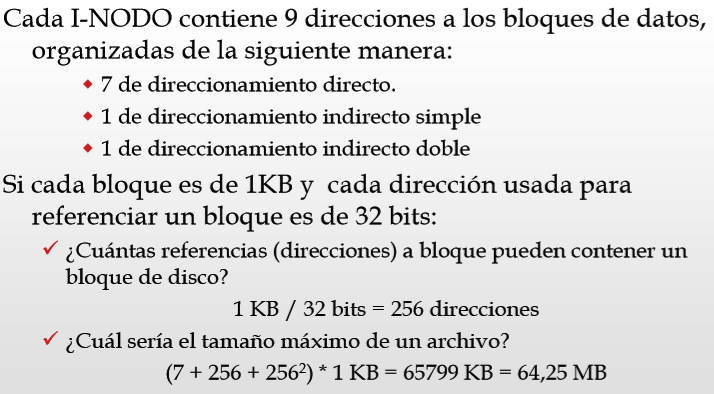 Cada I-NODO contiene 9 direcciones a los bloques de datos,
organizadas de la siguiente manera:
7 de direccionamiento directo.
1 de direccionamiento indirecto simple
1 de direccionamiento indirecto doble
Si cada bloque es de 1KB y cada dirección usada para
referenciar un bloque es de 32 bits:
¿Cuántas referencias (direcciones) a bloque pueden contener un
bloque de disco?
1 KB / 32 bits = 256 direcciones
¿Cuál sería el tamaño máximo de un archivo?
(7 + 256 + 256²) * 1 KB = 65799 KB = 64,25 MB